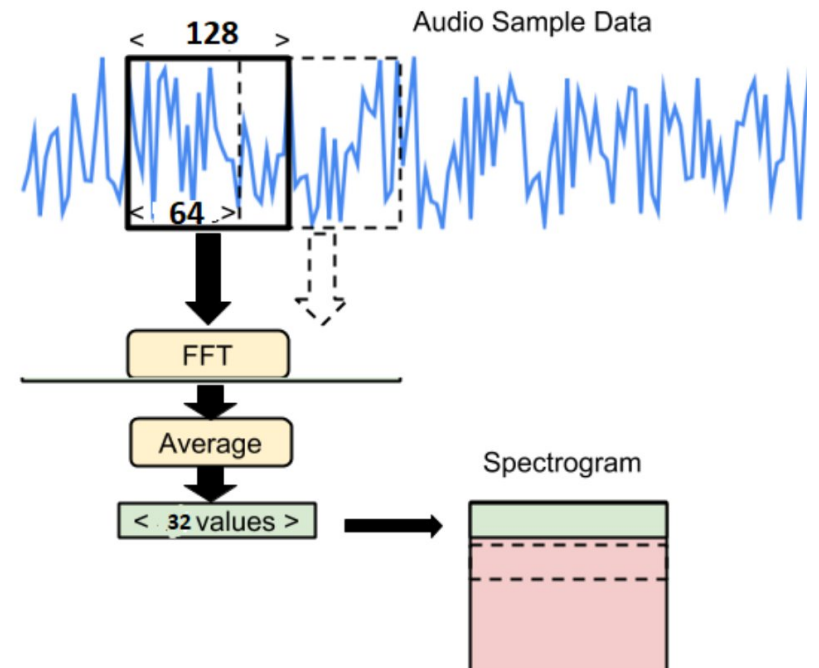 Audio Sample Data
< 128 >
< 64 >
FFT
Average
< 32 values >
Spectrogram